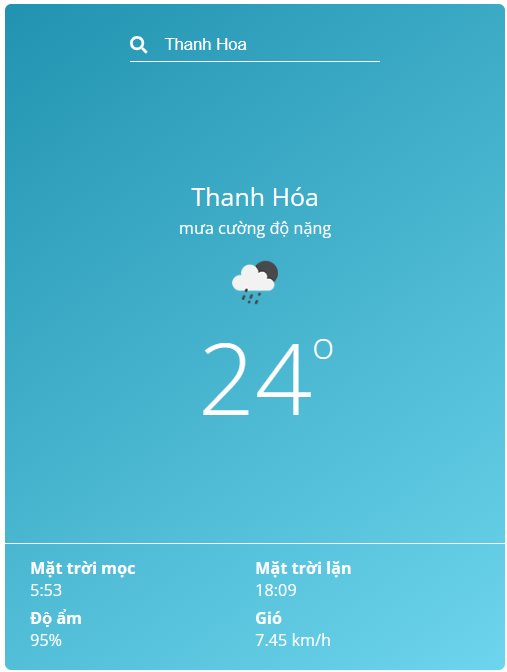 Thanh Hoa
Thanh Hóa
mưa cường độ nặng
24°
Mặt trời mọc
Mặt trời lặn
5:53
18:09
Độ ẩm
Gió
95%
7.45 km/h